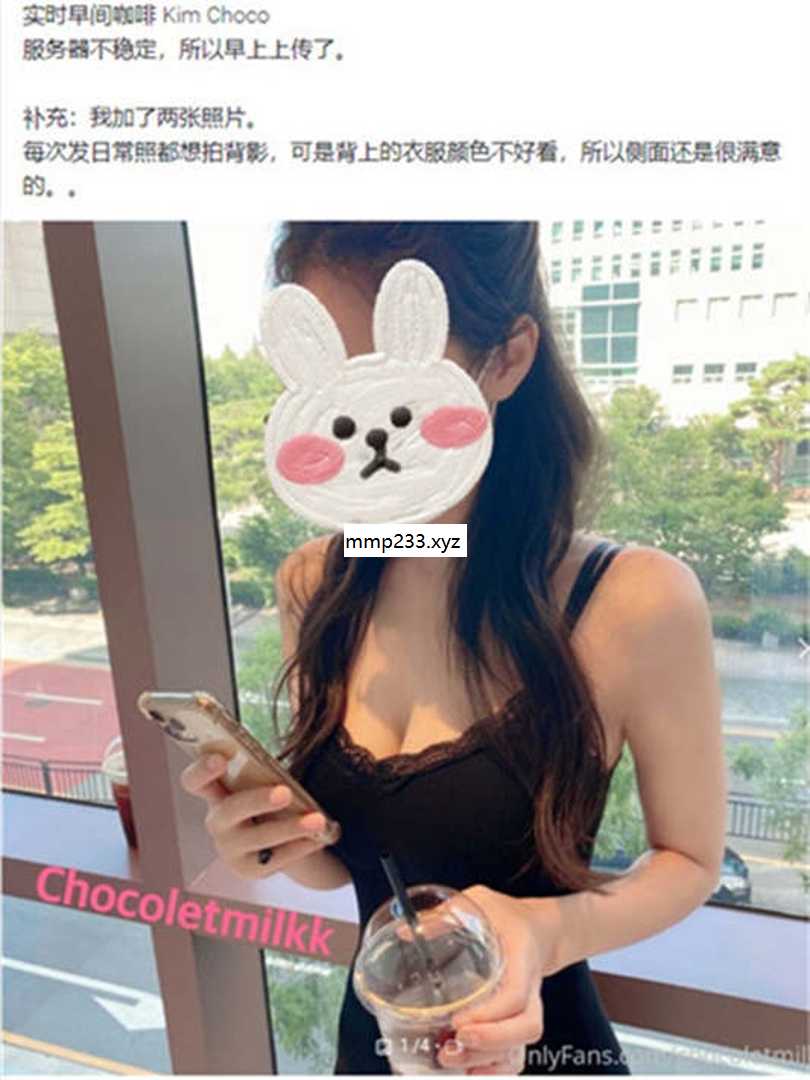 实时早间咖啡 Kim Choco
服务器不稳定，所以早上上传了。
补充：我加了两张照片。
每次发日常照都想拍背影，可是背上的衣服颜色不好看，所以侧面还是很满意
的。。
mmp233.xyz
Chocoletmilkk
1/4
OnlyFans.com/chocoletmil